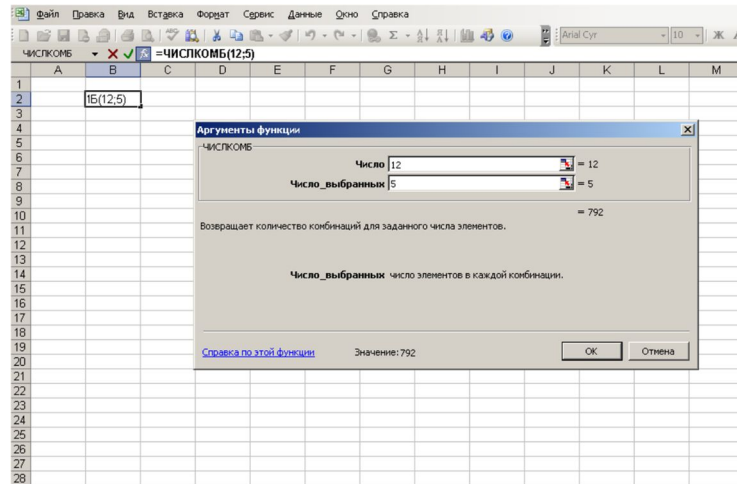 Файл Правка Вид Вставка Формат Сервис Данные Окно Справка
Arial Cyr 10 Ж
ЧИСЛКОМБ =ЧИСЛКОМБ(12;5)
A B C D E F G H I J K L M
1
2 1Б(12;5)
3
4 Аргументы функции
5 ЧИСЛКОМБ
6 Число 12 = 12
7
8 Число_выбранных 5 = 5
9
10 = 792
11 Возвращает количество комбинаций для заданного числа элементов.
12
13
14 Число_выбранных число элементов в каждой комбинации.
15
16
17
18
19 Справка по этой функции Значение:792 ОК Отмена
20
21
22
23
24
25
26
27
28